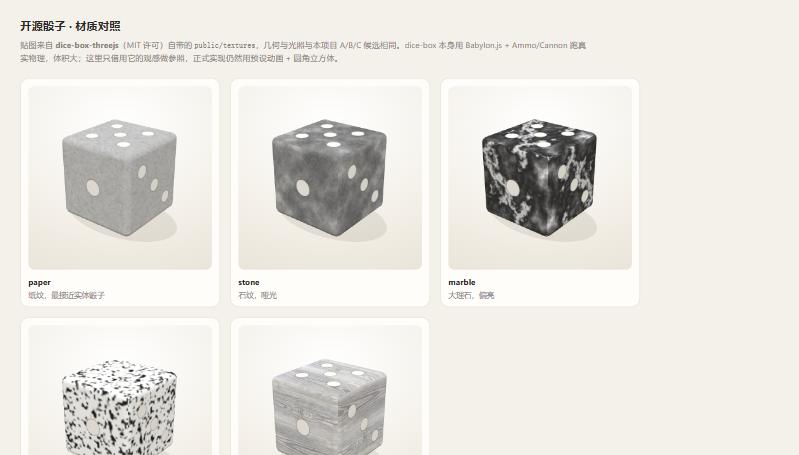 开源骰子 · 材质对照
贴图来自 dice-box-threejs（MIT 许可）自带的 public/textures，几何与光照与本项目 A/B/C 候选相同。dice-box 本身用 Babylon.js + Ammo/Cannon 跑真
实物理，体积大；这里只借用它的观感做参照，正式实现仍然用预设动画 + 圆角立方体。
paper
纸纹，最接近实体骰子
stone
石纹，哑光
marble
大理石，偏亮